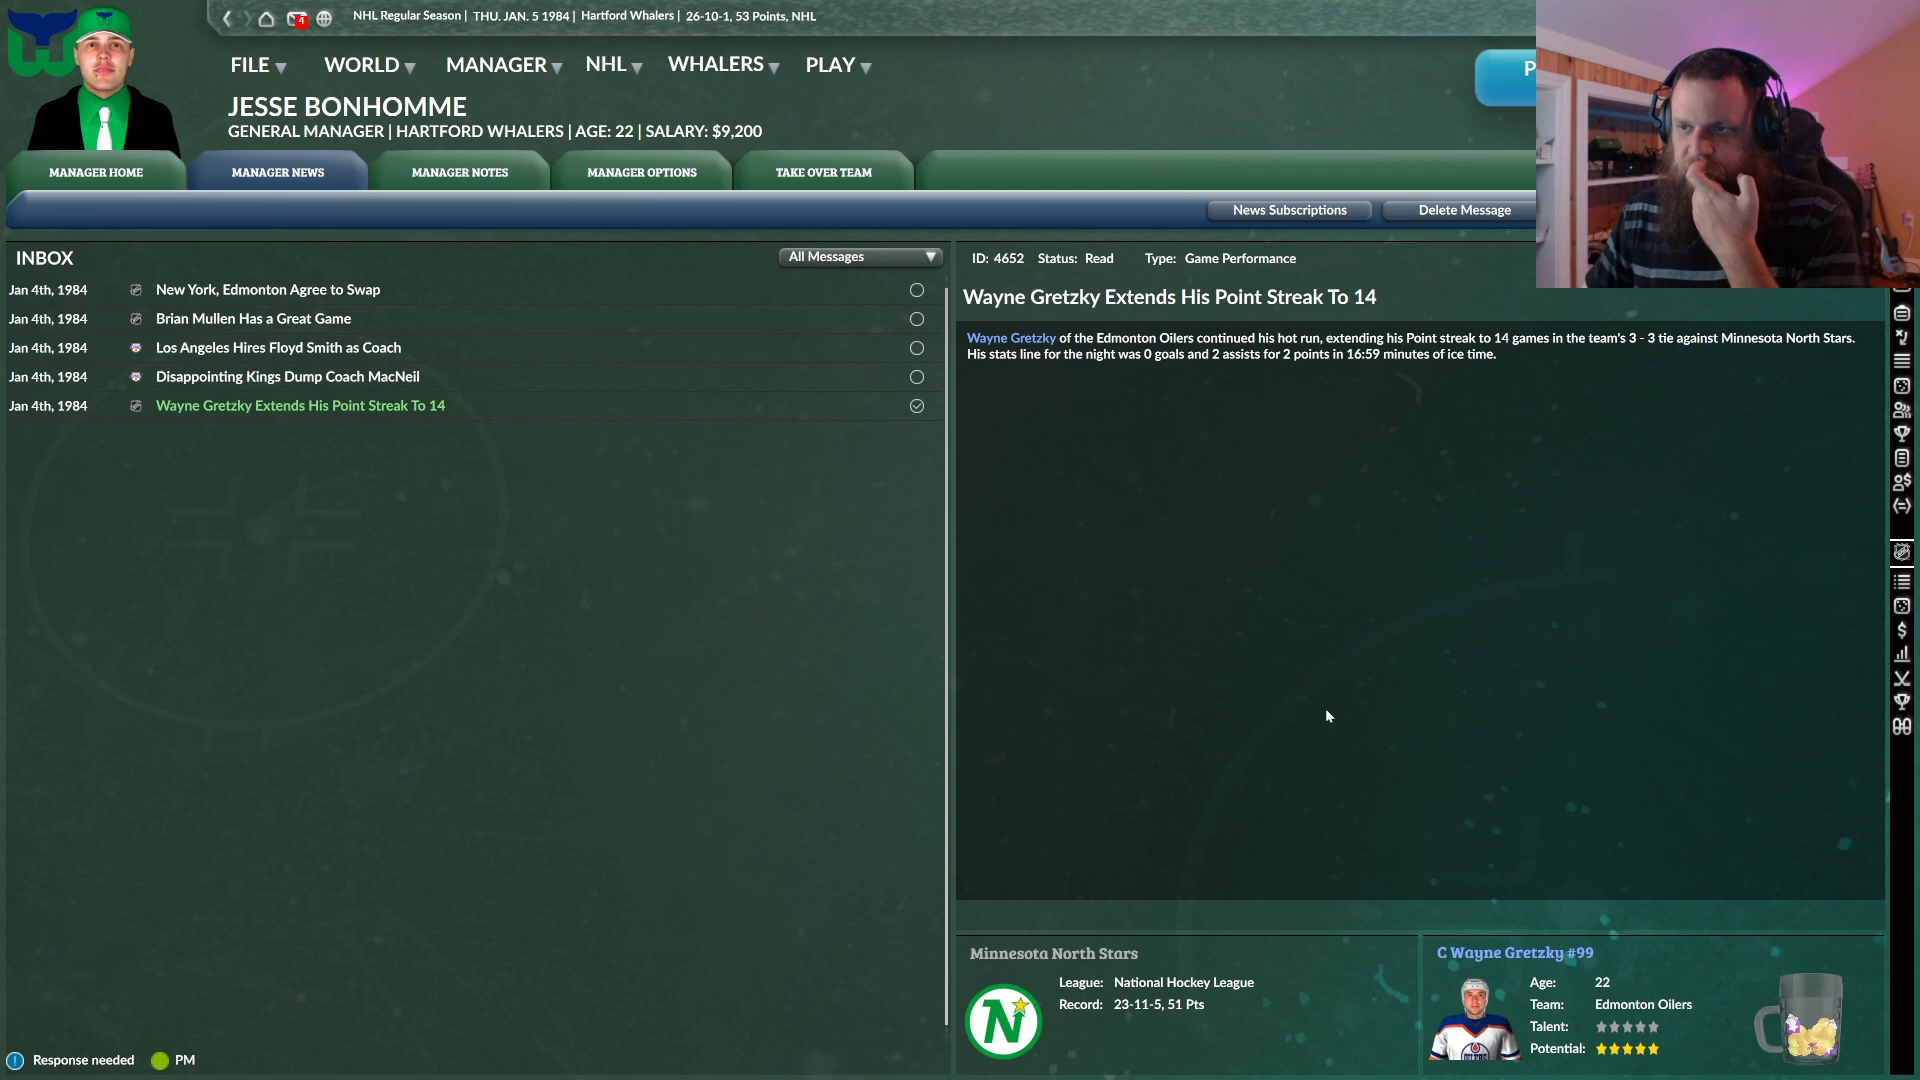 4
NHL Regular Season | THU. JAN. 5 1984 | Hartford Whalers | 26-10-1, 53 Points, NHL
FILE WORLD MANAGER NHL WHALERS PLAY
P
JESSE BONHOMME
GENERAL MANAGER | HARTFORD WHALERS | AGE: 22 | SALARY: $9,200
MANAGER HOME MANAGER NEWS MANAGER NOTES MANAGER OPTIONS TAKE OVER TEAM
News Subscriptions Delete Message
INBOX All Messages
Jan 4th, 1984 New York, Edmonton Agree to Swap
Jan 4th, 1984 Brian Mullen Has a Great Game
Jan 4th, 1984 Los Angeles Hires Floyd Smith as Coach
Jan 4th, 1984 Disappointing Kings Dump Coach MacNeil
Jan 4th, 1984 Wayne Gretzky Extends His Point Streak To 14
ID: 4652 Status: Read Type: Game Performance
Wayne Gretzky Extends His Point Streak To 14
Wayne Gretzky of the Edmonton Oilers continued his hot run, extending his Point streak to 14 games in the team's 3 - 3 tie against Minnesota North Stars.
His stats line for the night was 0 goals and 2 assists for 2 points in 16:59 minutes of ice time.
Minnesota North Stars
League: National Hockey League
Record: 23-11-5, 51 Pts
N
C Wayne Gretzky #99
Age: 22
Team: Edmonton Oilers
Talent:
Potential:
Response needed PM